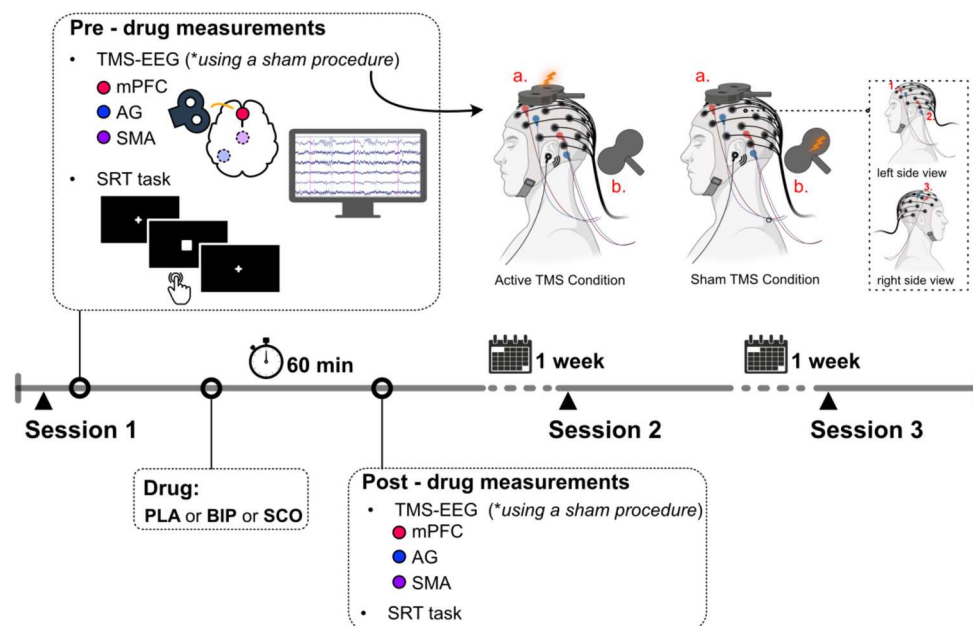 Pre - drug measurements
• TMS-EEG (*using a sham procedure)
mPFC
AG
SMA
• SRT task
a.
b.
Active TMS Condition
a.
b.
Sham TMS Condition
1.
2.
left side view
3.
right side view
60 min
1 week
1 week
Session 1
Session 2
Session 3
Drug:
PLA or BIP or SCO
Post - drug measurements
• TMS-EEG (*using a sham procedure)
mPFC
AG
SMA
• SRT task